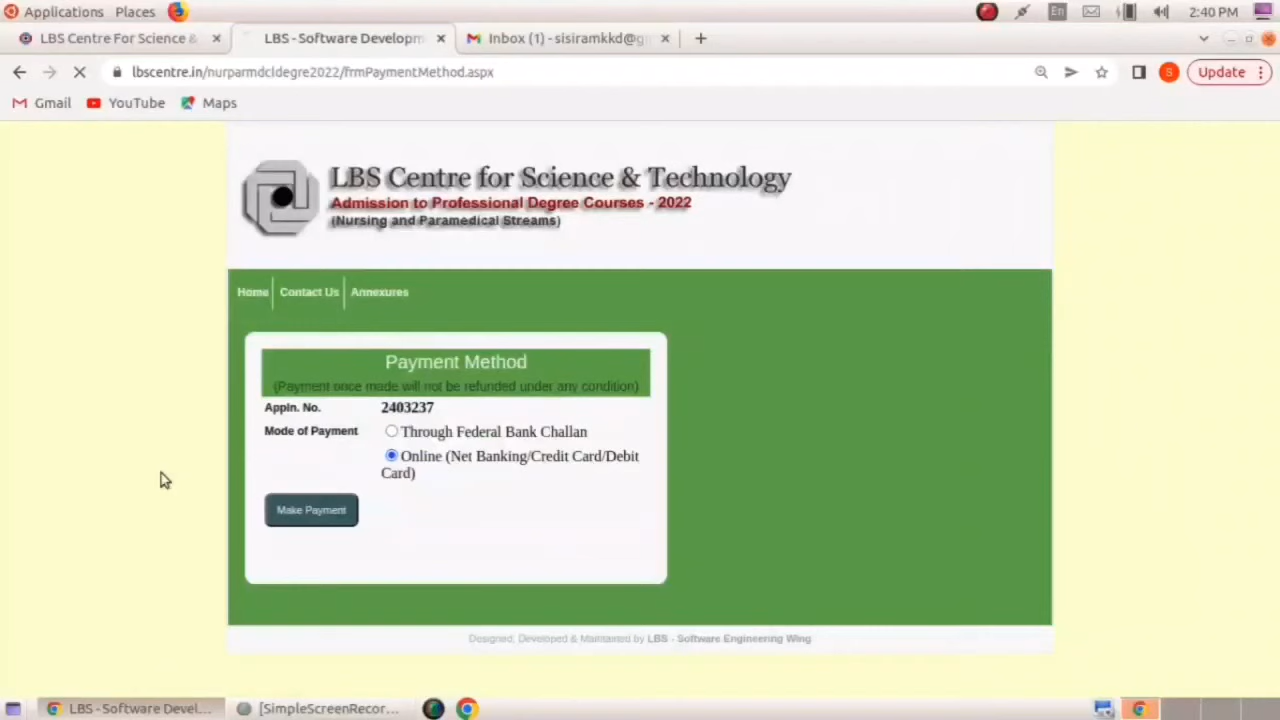 Applications Places En 2:40 PM
LBS Centre For Science & LBS - Software Developm Inbox (1) - sisiramkkd@g
lbscentre.in/nurparmdcldegre2022/frmPaymentMethod.aspx S Update
Gmail YouTube Maps
LBS Centre for Science & Technology
Admission to Professional Degree Courses - 2022
(Nursing and Paramedical Streams)
Home Contact Us Annexures
Payment Method
(Payment once made will not be refunded under any condition)
Appln. No. 2403237
Mode of Payment Through Federal Bank Challan
Online (Net Banking/Credit Card/Debit
Card)
Make Payment
Designed, Developed & Maintained by LBS - Software Engineering Wing
LBS - Software Devel... [SimpleScreenRecor...